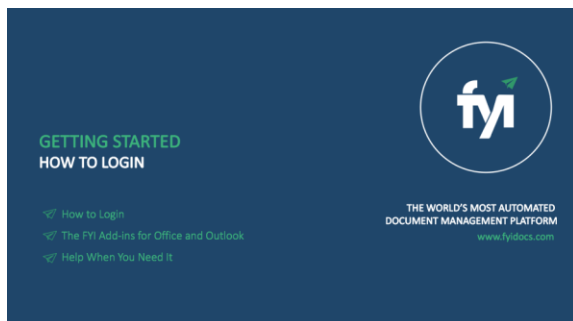 GETTING STARTED
HOW TO LOGIN
How to Login
The FYI Add-ins for Office and Outlook
Help When You Need It
fyi
THE WORLD'S MOST AUTOMATED
DOCUMENT MANAGEMENT PLATFORM
www.fyidocs.com